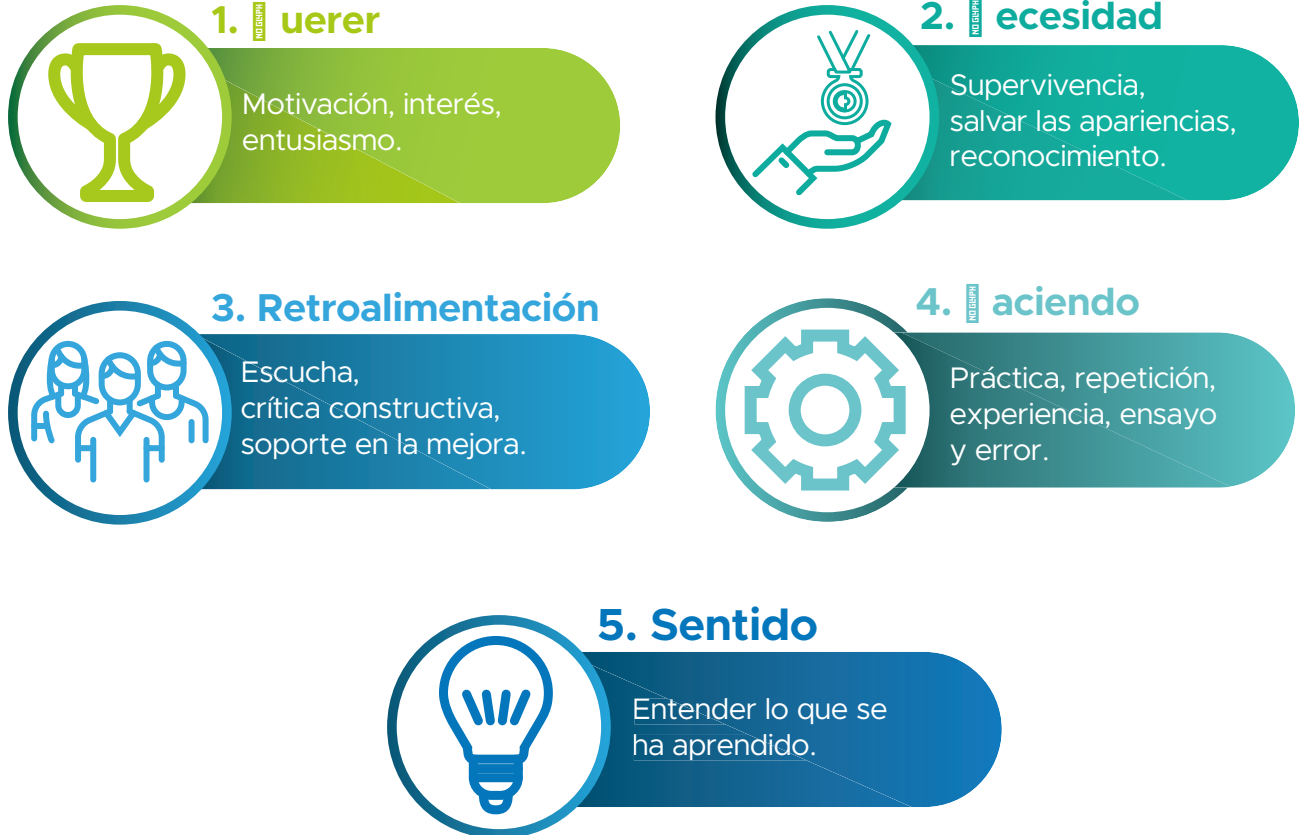 1. uerer
Motivación, interés,
entusiasmo.
2. ecesidad
Supervivencia,
salvar las apariencias,
reconocimiento.
3. Retroalimentación
Escucha,
crítica constructiva,
soporte en la mejora.
4. aciendo
Práctica, repetición,
experiencia, ensayo
y error.
5. Sentido
Entender lo que se
ha aprendido.